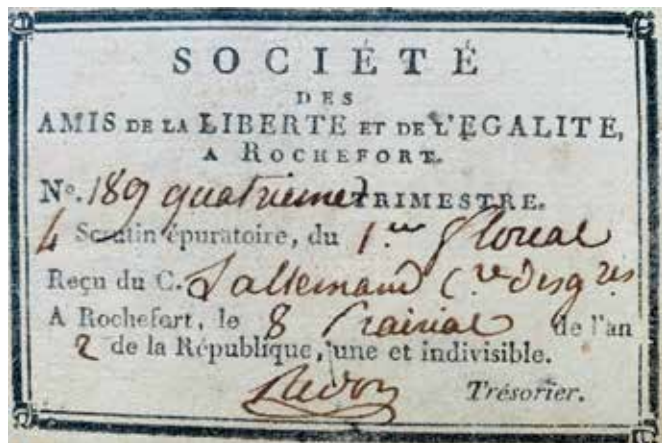 SOCIÉTÉ
DES
AMIS DE LA LIBERTE ET DE L'EGALITE,
A ROCHEFORT.
No. 189 quatrieme TRIMESTRE.
4 Scrutin épuratoire, du 1.er floreal
Reçu du C. Lallemand
A Rochefort, le 8 Prairial de l'an
2 de la République, une et indivisible.
Trésorier.